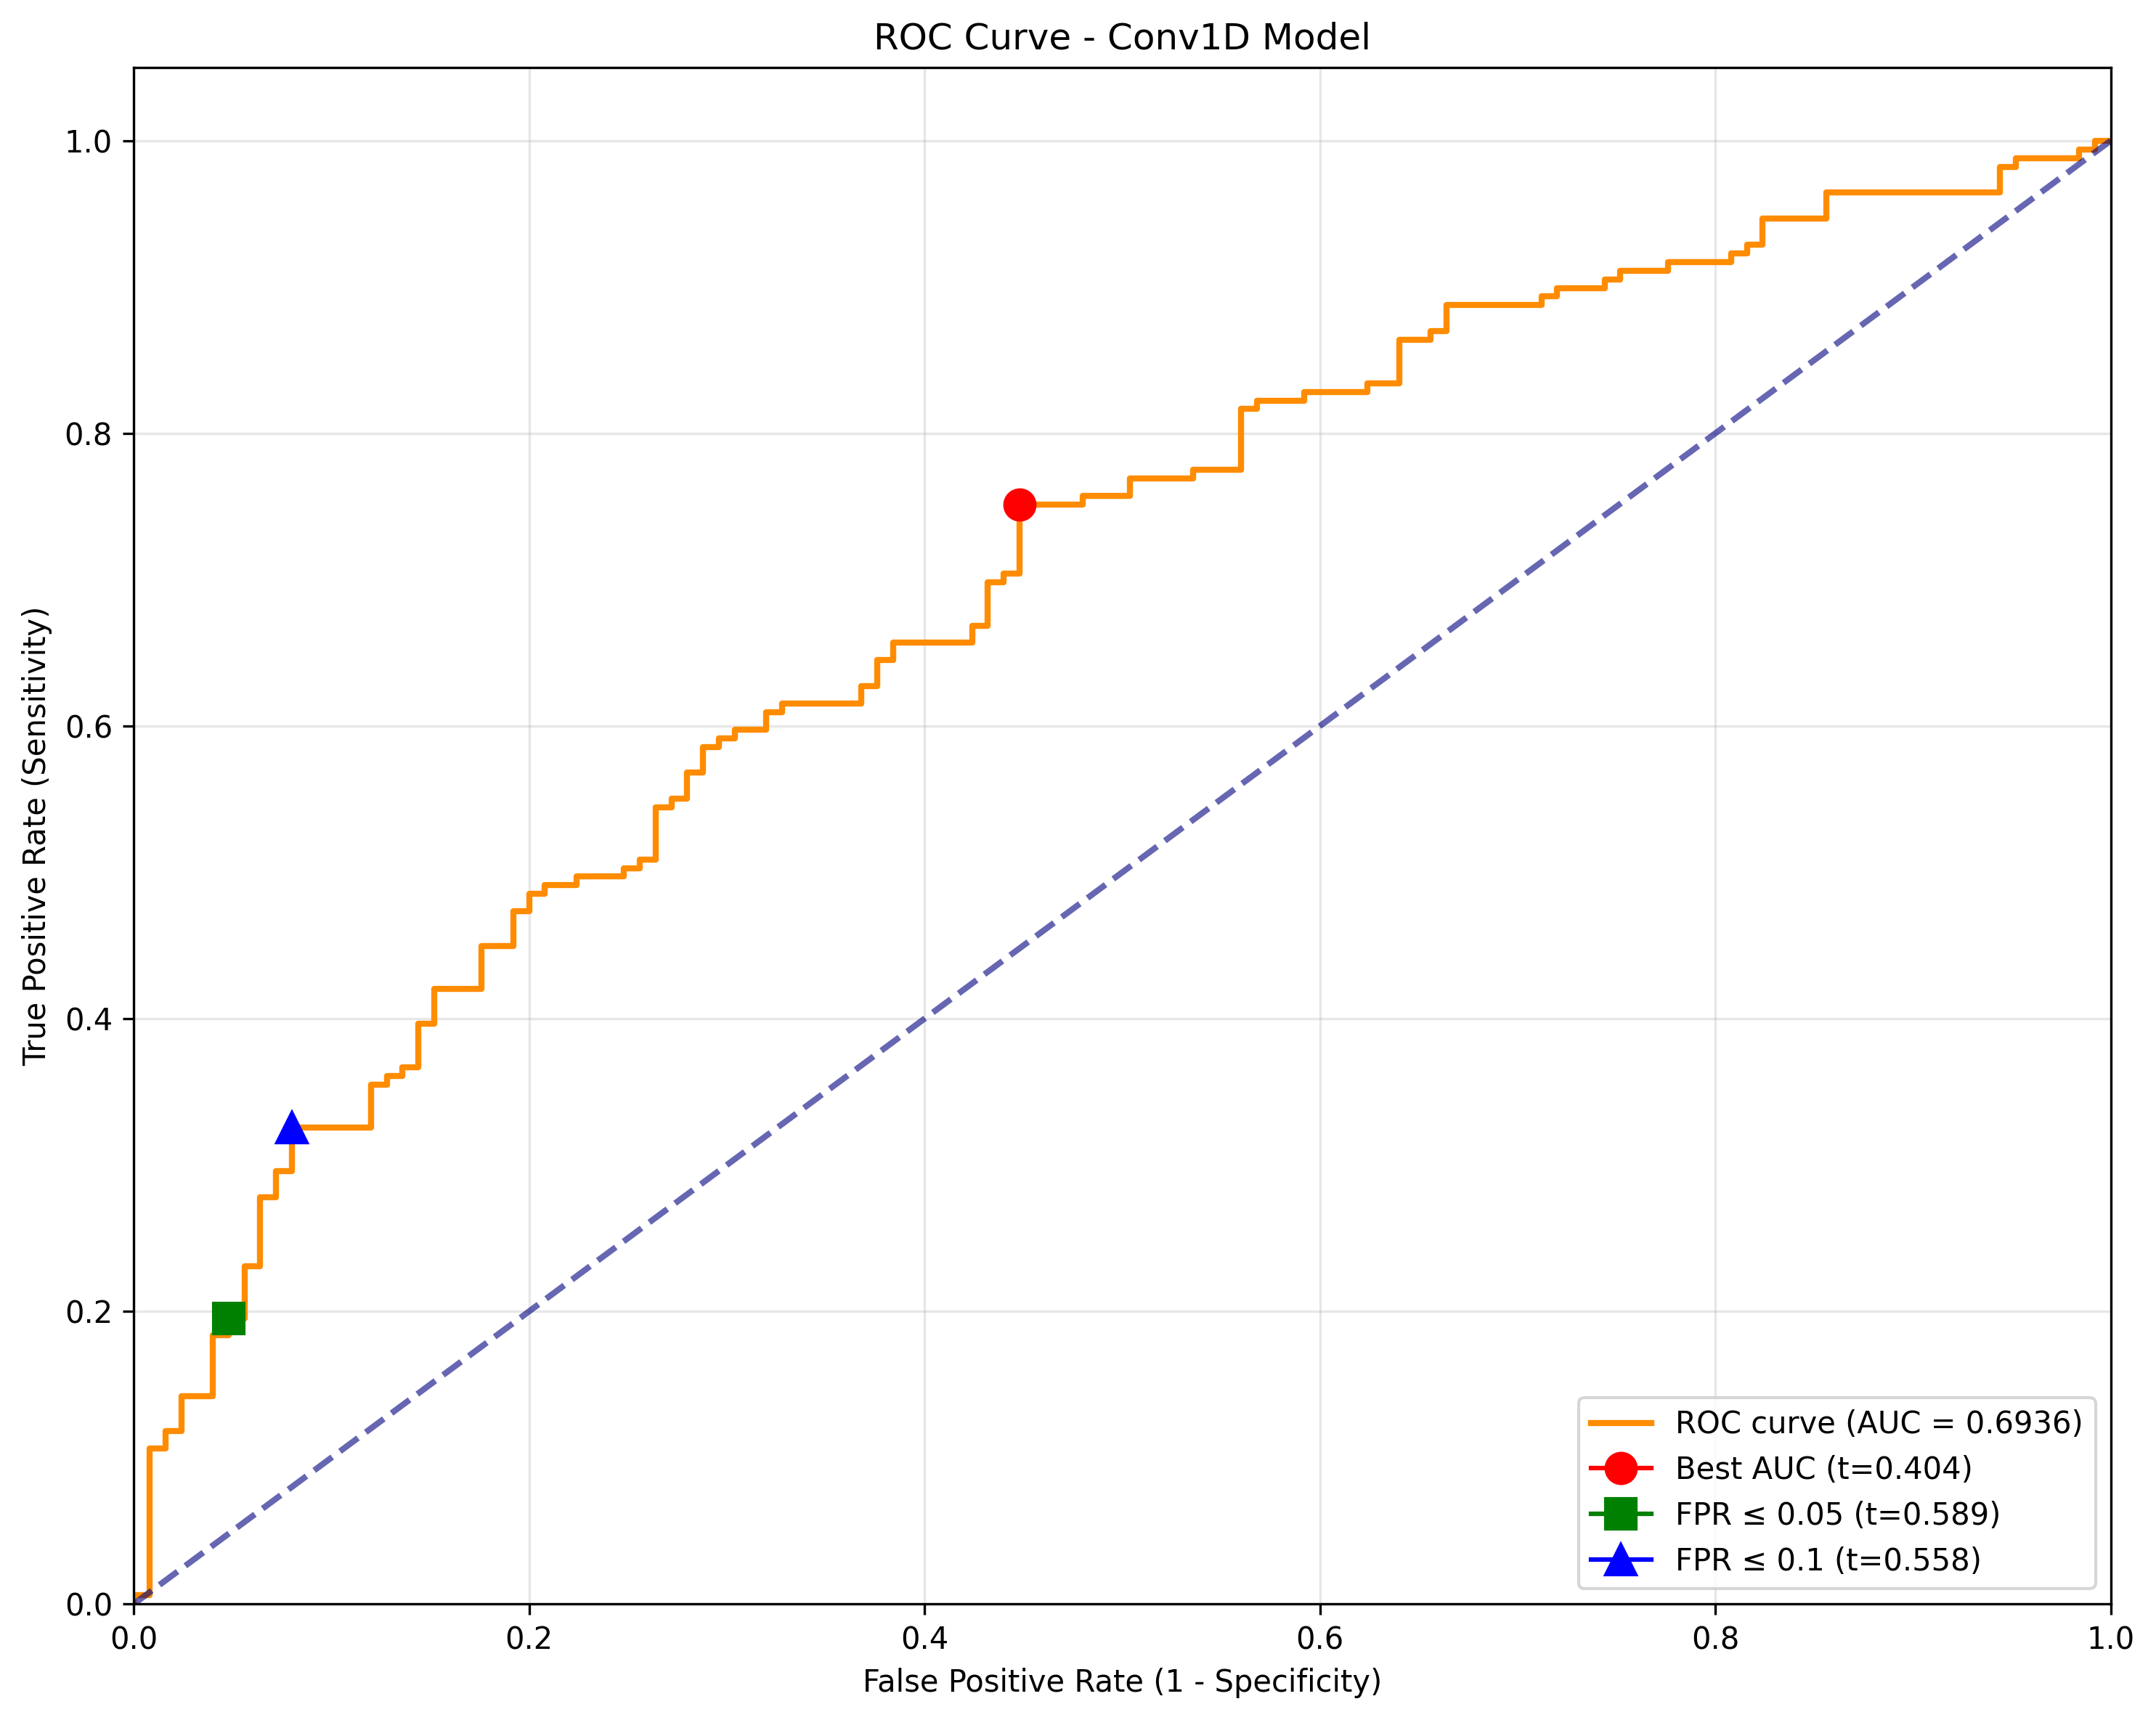 ROC Curve - Conv1D Model
1.0
0.8
0.6
0.4
0.2
0.0
True Positive Rate (Sensitivity)
ROC curve (AUC = 0.6936)
Best AUC (t=0.404)
FPR ≤ 0.05 (t=0.589)
FPR ≤ 0.1 (t=0.558)
0.0 0.2 0.4 0.6 0.8 1.0
False Positive Rate (1 - Specificity)